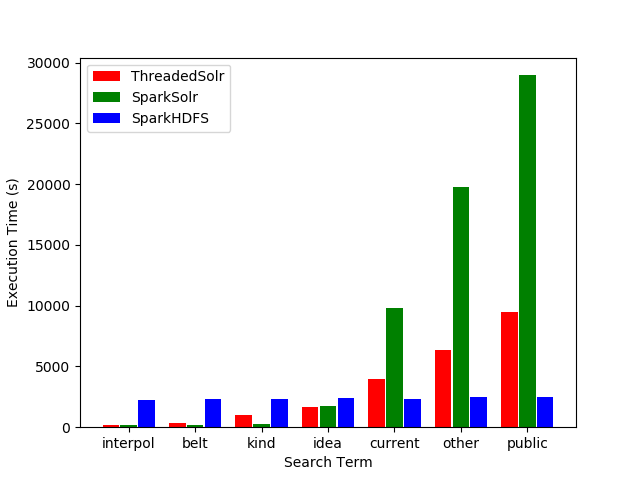 ThreadedSolr
SparkSolr
SparkHDFS
Execution Time (s)
30000
25000
20000
15000
10000
5000
0
interpol belt kind idea current other public
Search Term